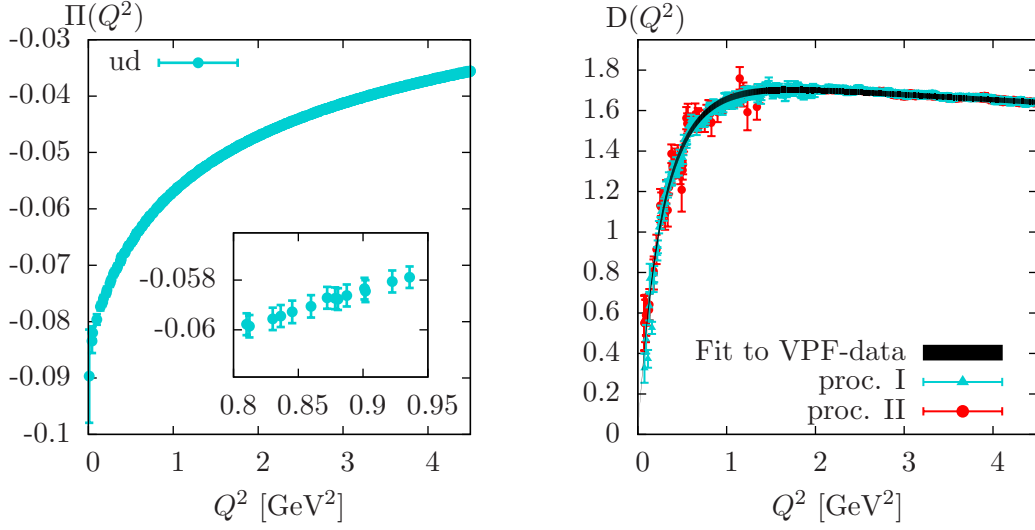 Π(Q²)
-0.03
-0.04
-0.05
-0.06
-0.07
-0.08
-0.09
-0.1
ud
-0.058
-0.06
0.8 0.85 0.9 0.95
0 1 2 3 4
Q² [GeV²]
D(Q²)
1.8
1.6
1.4
1.2
1
0.8
0.6
0.4
0.2
0
Fit to VPF-data
proc. I
proc. II
0 1 2 3 4
Q² [GeV²]